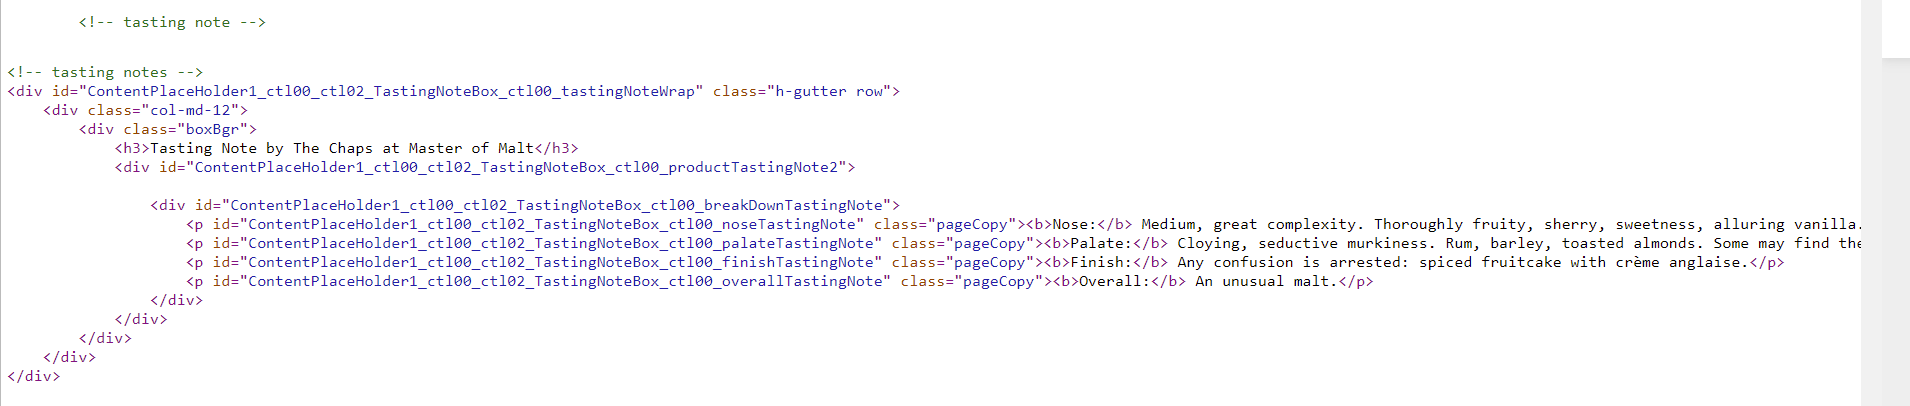 <!-- tasting note -->
<!-- tasting notes -->
<div id="ContentPlaceHolder1_ctl00_ctl02_TastingNoteBox_ctl00_tastingNoteWrap" class="h-gutter row">
<div class="col-md-12">
<div class="boxBgr">
<h3>Tasting Note by The Chaps at Master of Malt</h3>
<div id="ContentPlaceHolder1_ctl00_ctl02_TastingNoteBox_ctl00_productTastingNote2">
<div id="ContentPlaceHolder1_ctl00_ctl02_TastingNoteBox_ctl00_breakDownTastingNote">
<p id="ContentPlaceHolder1_ctl00_ctl02_TastingNoteBox_ctl00_noseTastingNote" class="pageCopy"><b>Nose:</b> Medium, great complexity. Thoroughly fruity, sherry, sweetness, alluring vanilla.
<p id="ContentPlaceHolder1_ctl00_ctl02_TastingNoteBox_ctl00_palateTastingNote" class="pageCopy"><b>Palate:</b> Cloying, seductive murkiness. Rum, barley, toasted almonds. Some may find the
<p id="ContentPlaceHolder1_ctl00_ctl02_TastingNoteBox_ctl00_finishTastingNote" class="pageCopy"><b>Finish:</b> Any confusion is arrested: spiced fruitcake with crème anglaise.</p>
<p id="ContentPlaceHolder1_ctl00_ctl02_TastingNoteBox_ctl00_overallTastingNote" class="pageCopy"><b>Overall:</b> An unusual malt.</p>
</div>
</div>
</div>
</div>
</div>